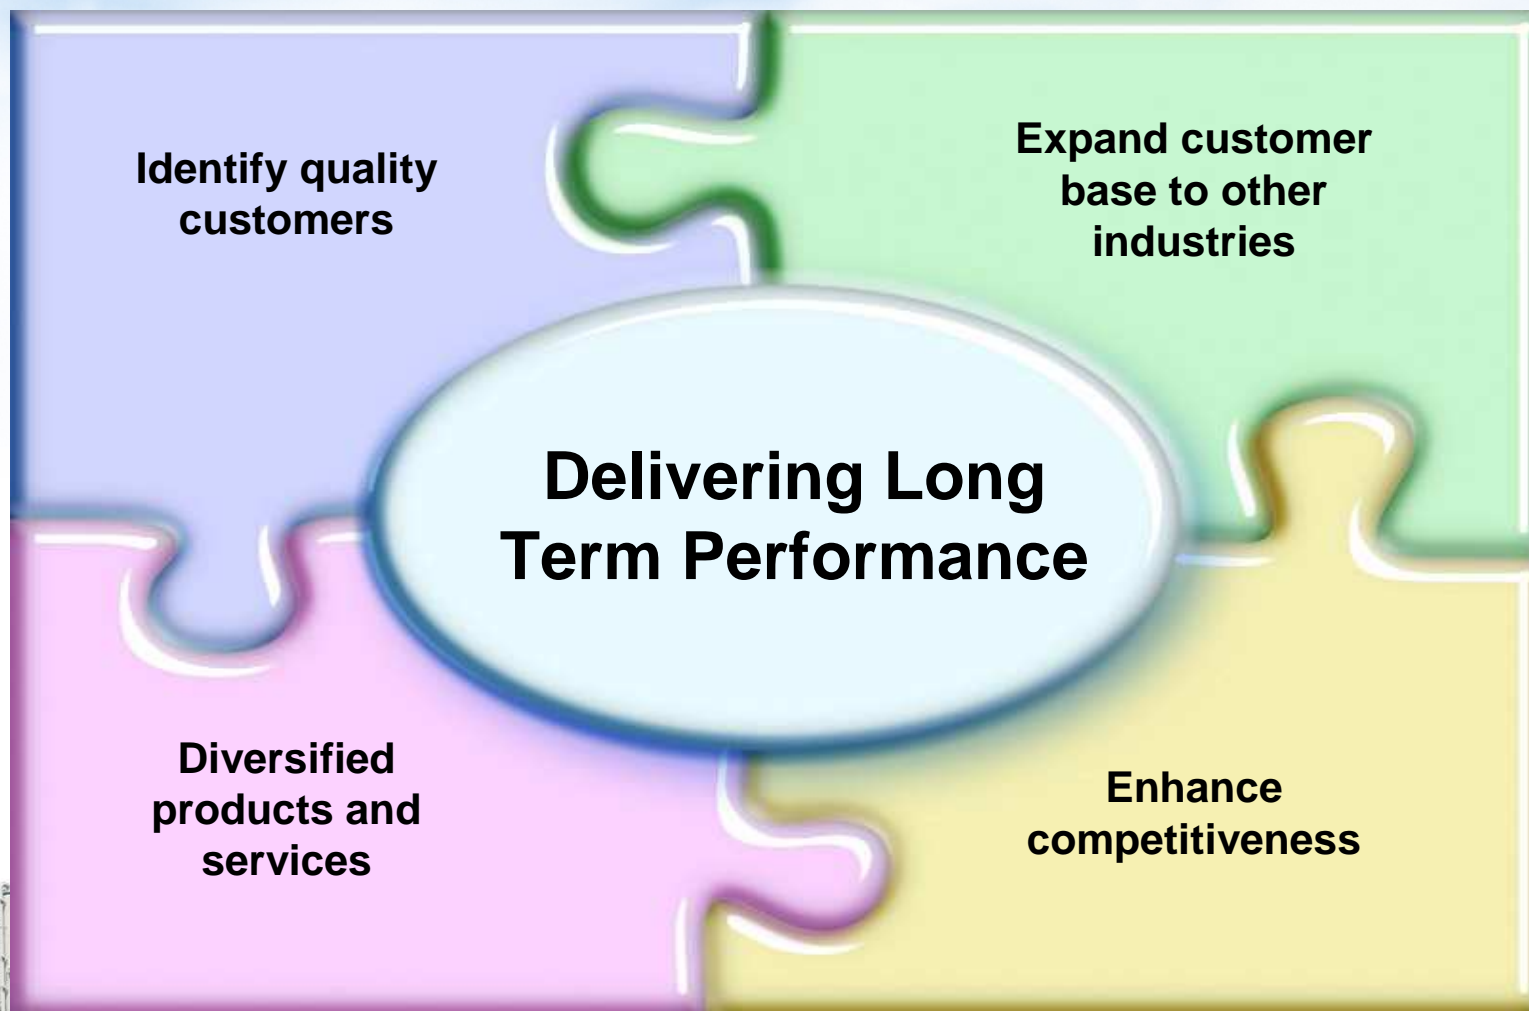 Identify quality
customers
Expand customer
base to other
industries
Delivering Long
Term Performance
Diversified
products and
services
Enhance
competitiveness